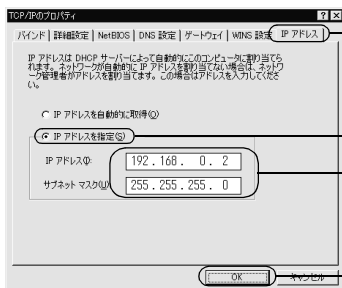 TCP/IPのプロパティ
バインド 詳細設定 NetBIOS DNS 設定 ゲートウェイ WINS 設定 IP アドレス
IP アドレスは DHCP サーバーによって自動的にこのコンピュータに割り当てら
れます。ネットワークが自動的に IP アドレスを割り当てない場合は、ネットワ
ーク管理者がアドレスを割り当てます。この場合はアドレスを入力してくださ
い。
IP アドレスを自動的に取得(O)
IP アドレスを指定(S)
IP アドレス(I):
192.168. 0. 2
サブネット マスク(U):
255.255.255. 0
OK
キャンセル